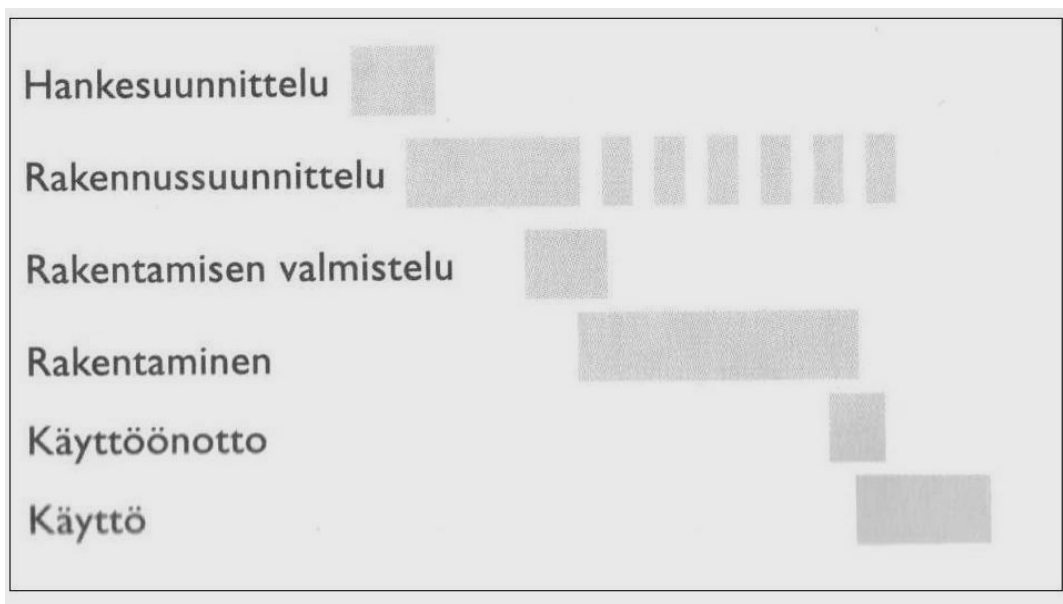 Hankesuunnittelu
Rakennussuunnittelu
Rakentamisen valmistelu
Rakentaminen
Käyttöönotto
Käyttö